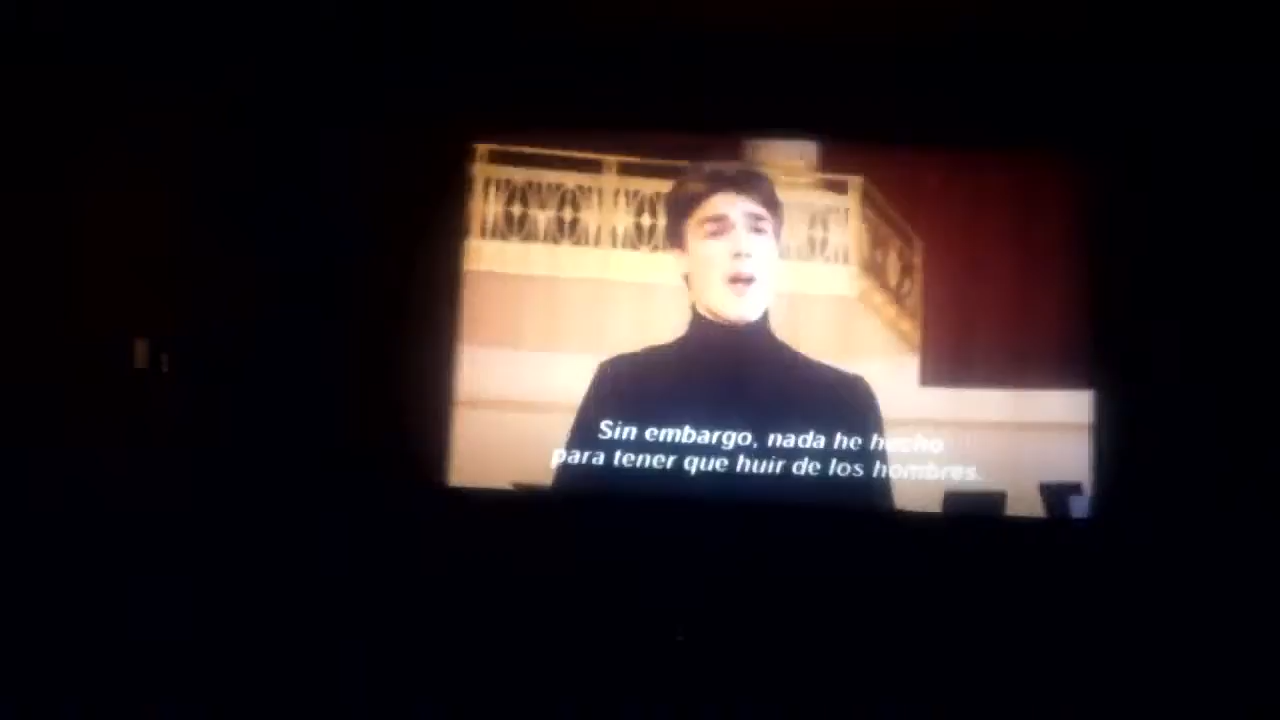 Sin embargo, nada he hecho
para tener que huir de los hombres.